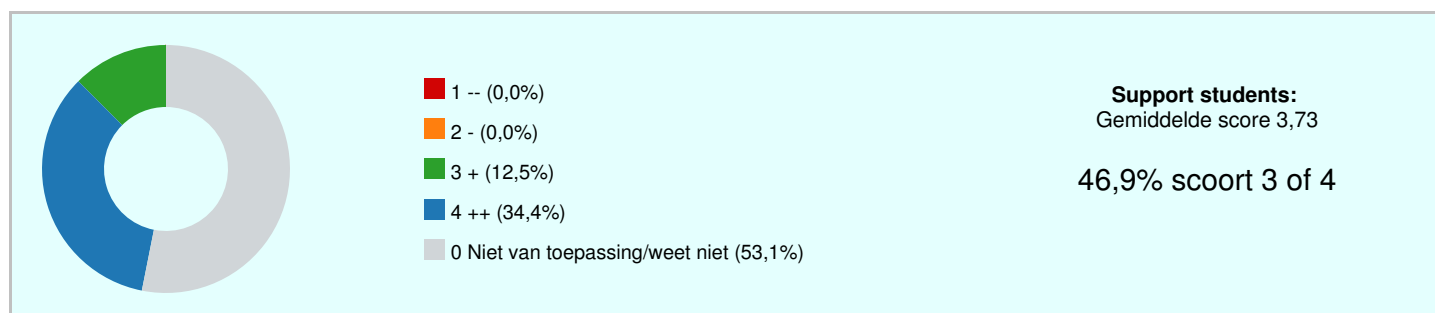 1 -- (0,0%)
2 - (0,0%)
3 + (12,5%)
4 ++ (34,4%)
0 Niet van toepassing/weet niet (53,1%)
Support students:
Gemiddelde score 3,73
46,9% scoort 3 of 4